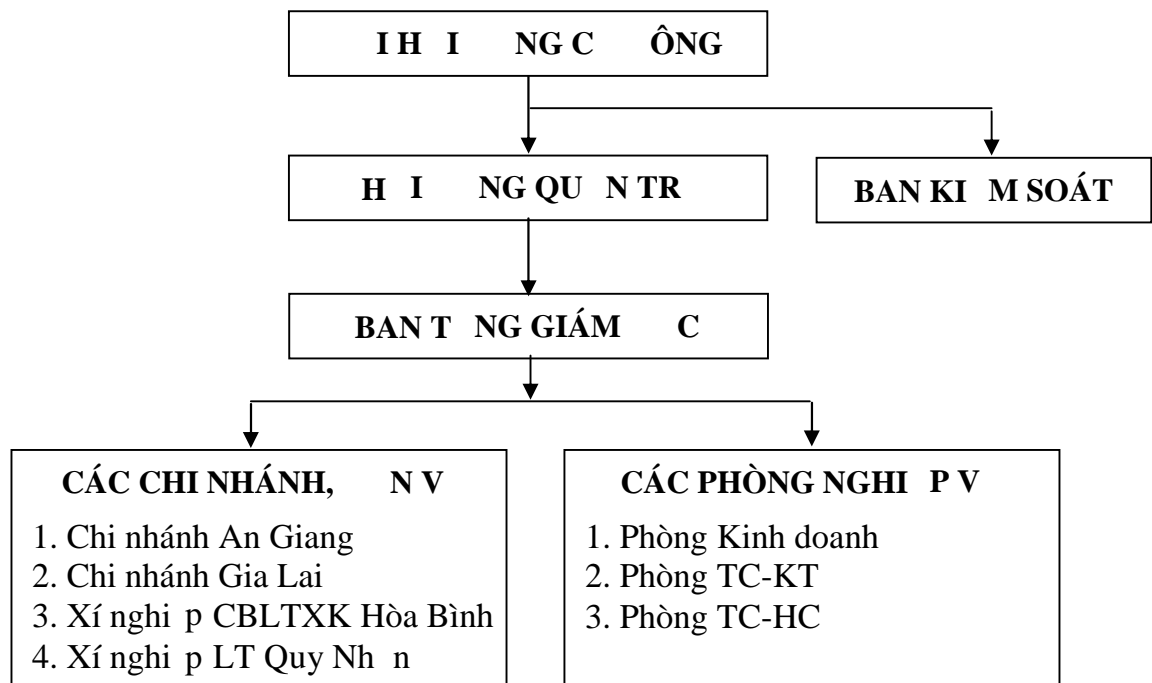 I H I NG C ÔNG
H I NG QU N TR
BAN KI M SOÁT
BAN T NG GIÁM C
CÁC CHI NHÁNH, N V
1. Chi nhánh An Giang
2. Chi nhánh Gia Lai
3. Xí nghi p CBLTXK Hòa Bình
4. Xí nghi p LT Quy Nh n
CÁC PHÒNG NGHI P V
1. Phòng Kinh doanh
2. Phòng TC-KT
3. Phòng TC-HC